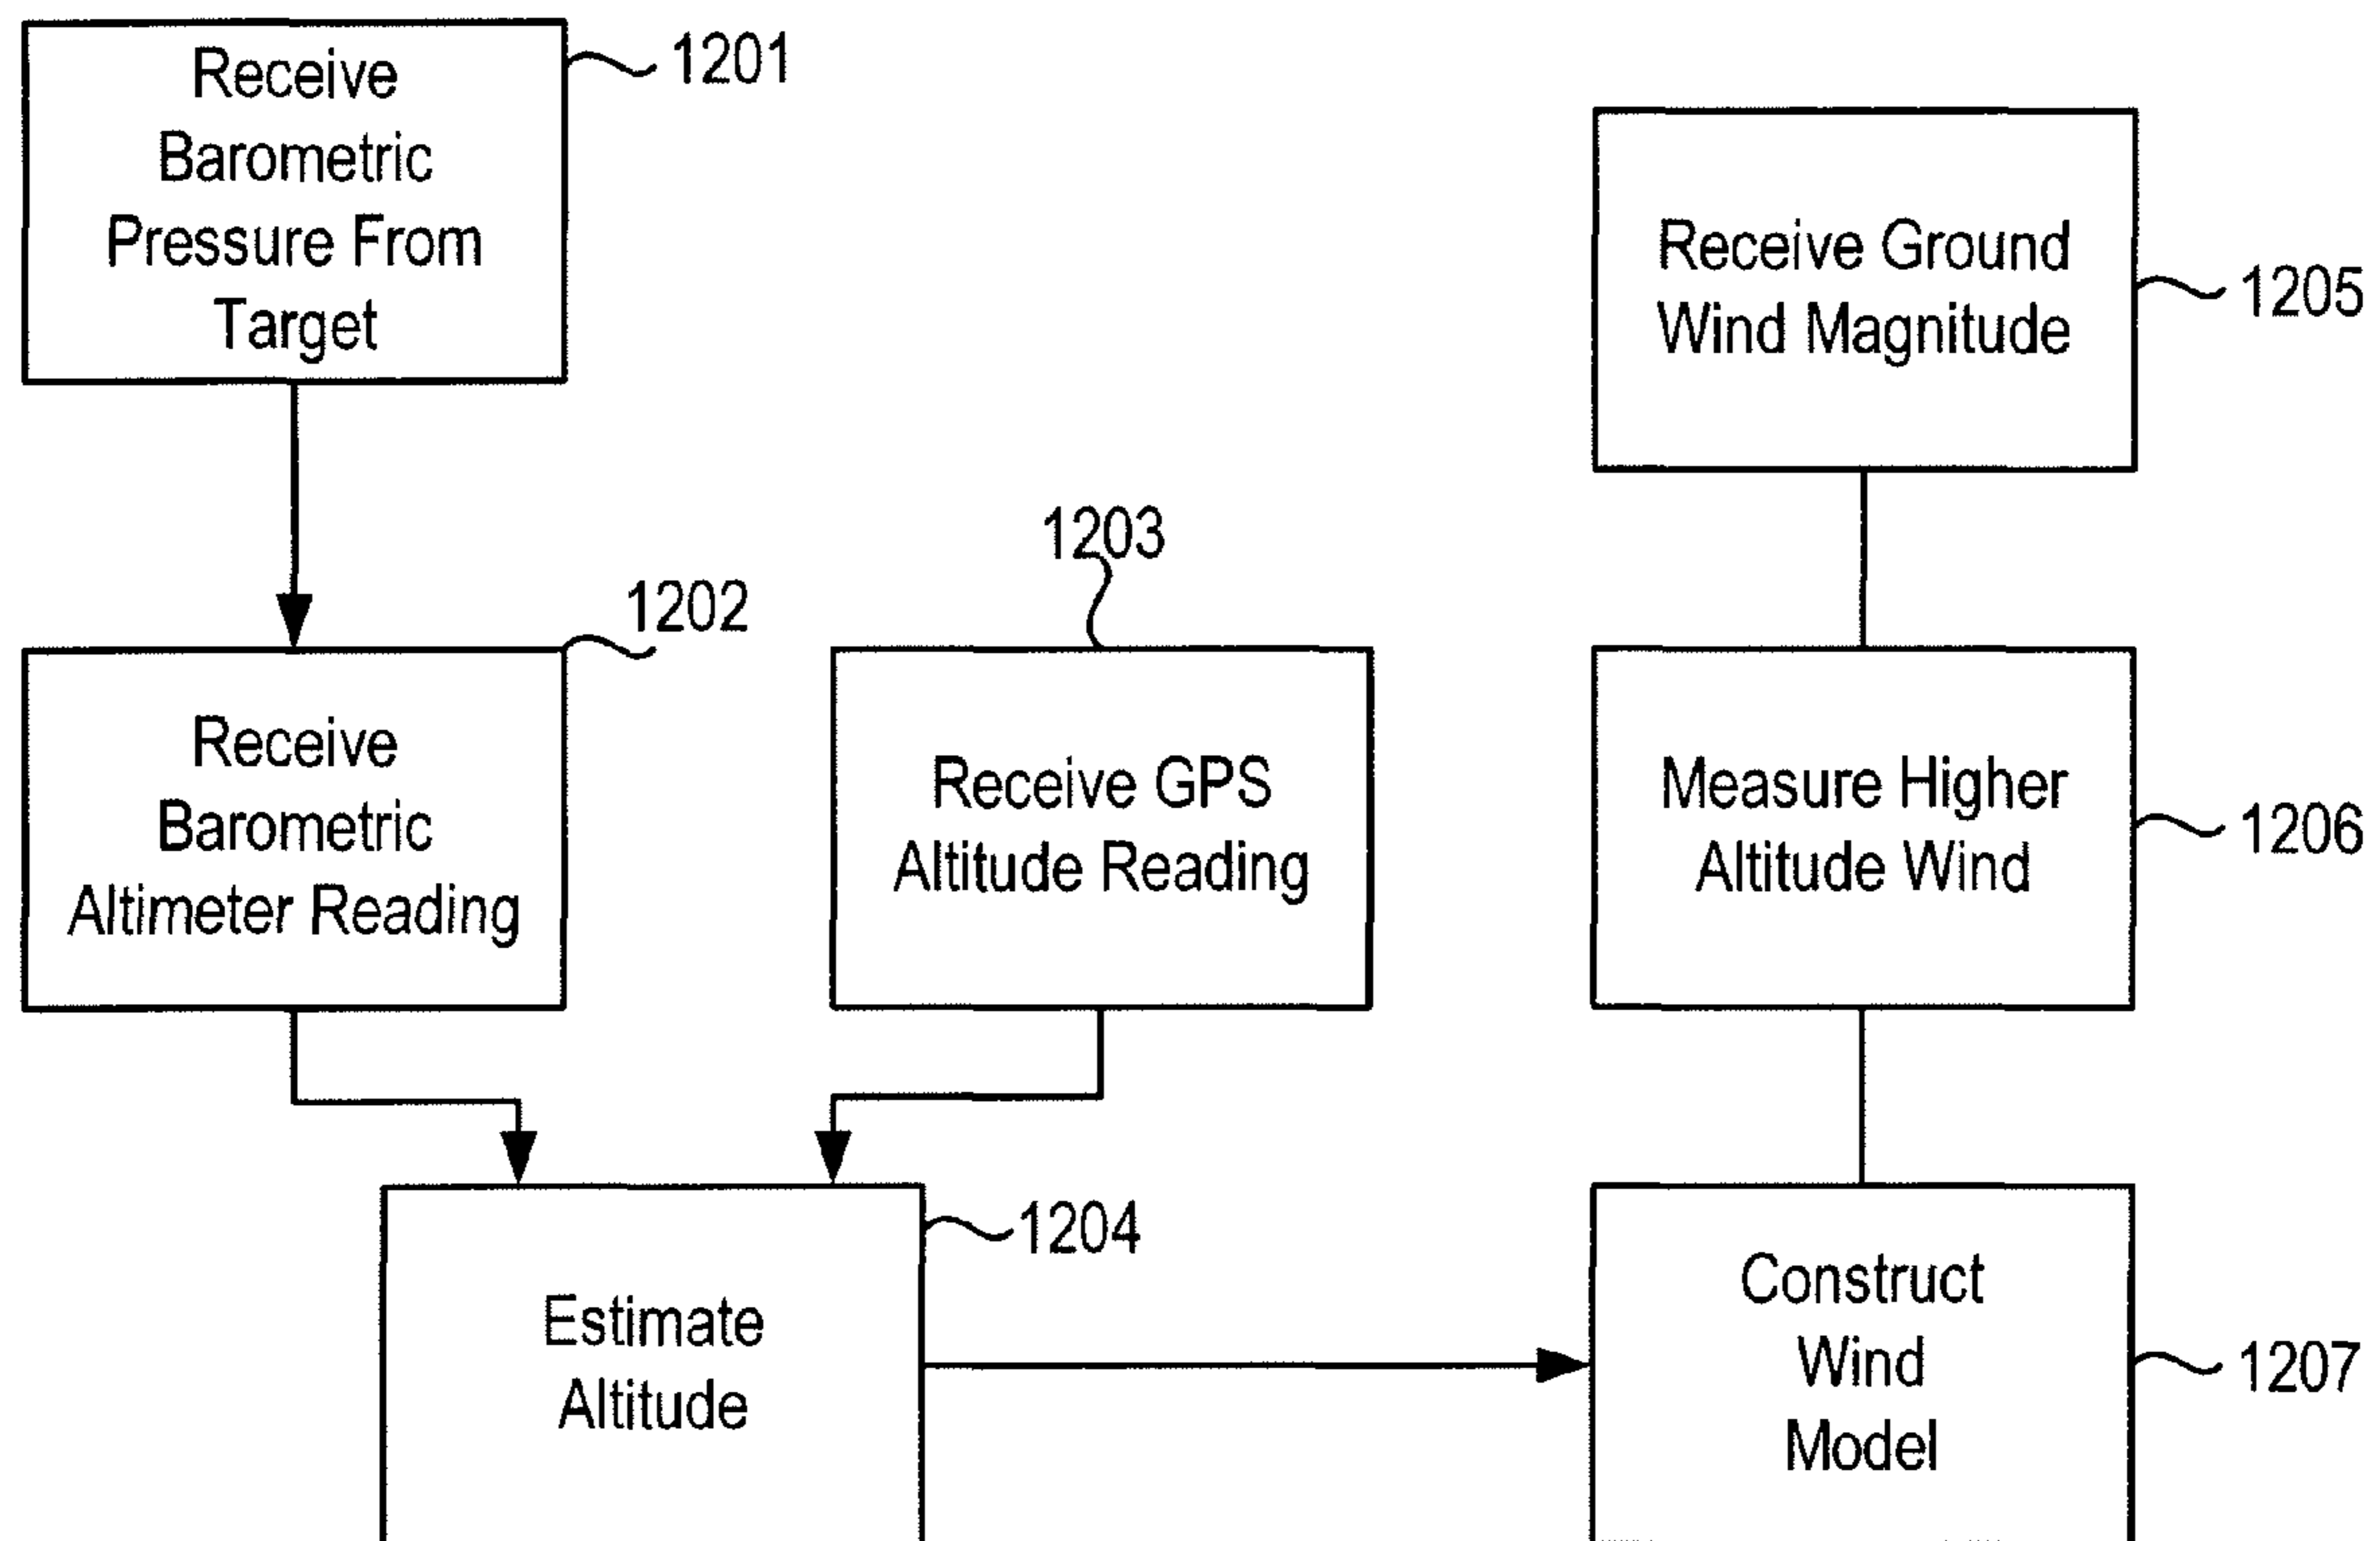 Receive
Barometric
Pressure From
Target
1201
Receive
Barometric
Altimeter Reading
1202
1203
Receive GPS
Altitude Reading
Estimate
Altitude
1204
Receive Ground
Wind Magnitude
1205
Measure Higher
Altitude Wind
1206
Construct
Wind
Model
1207